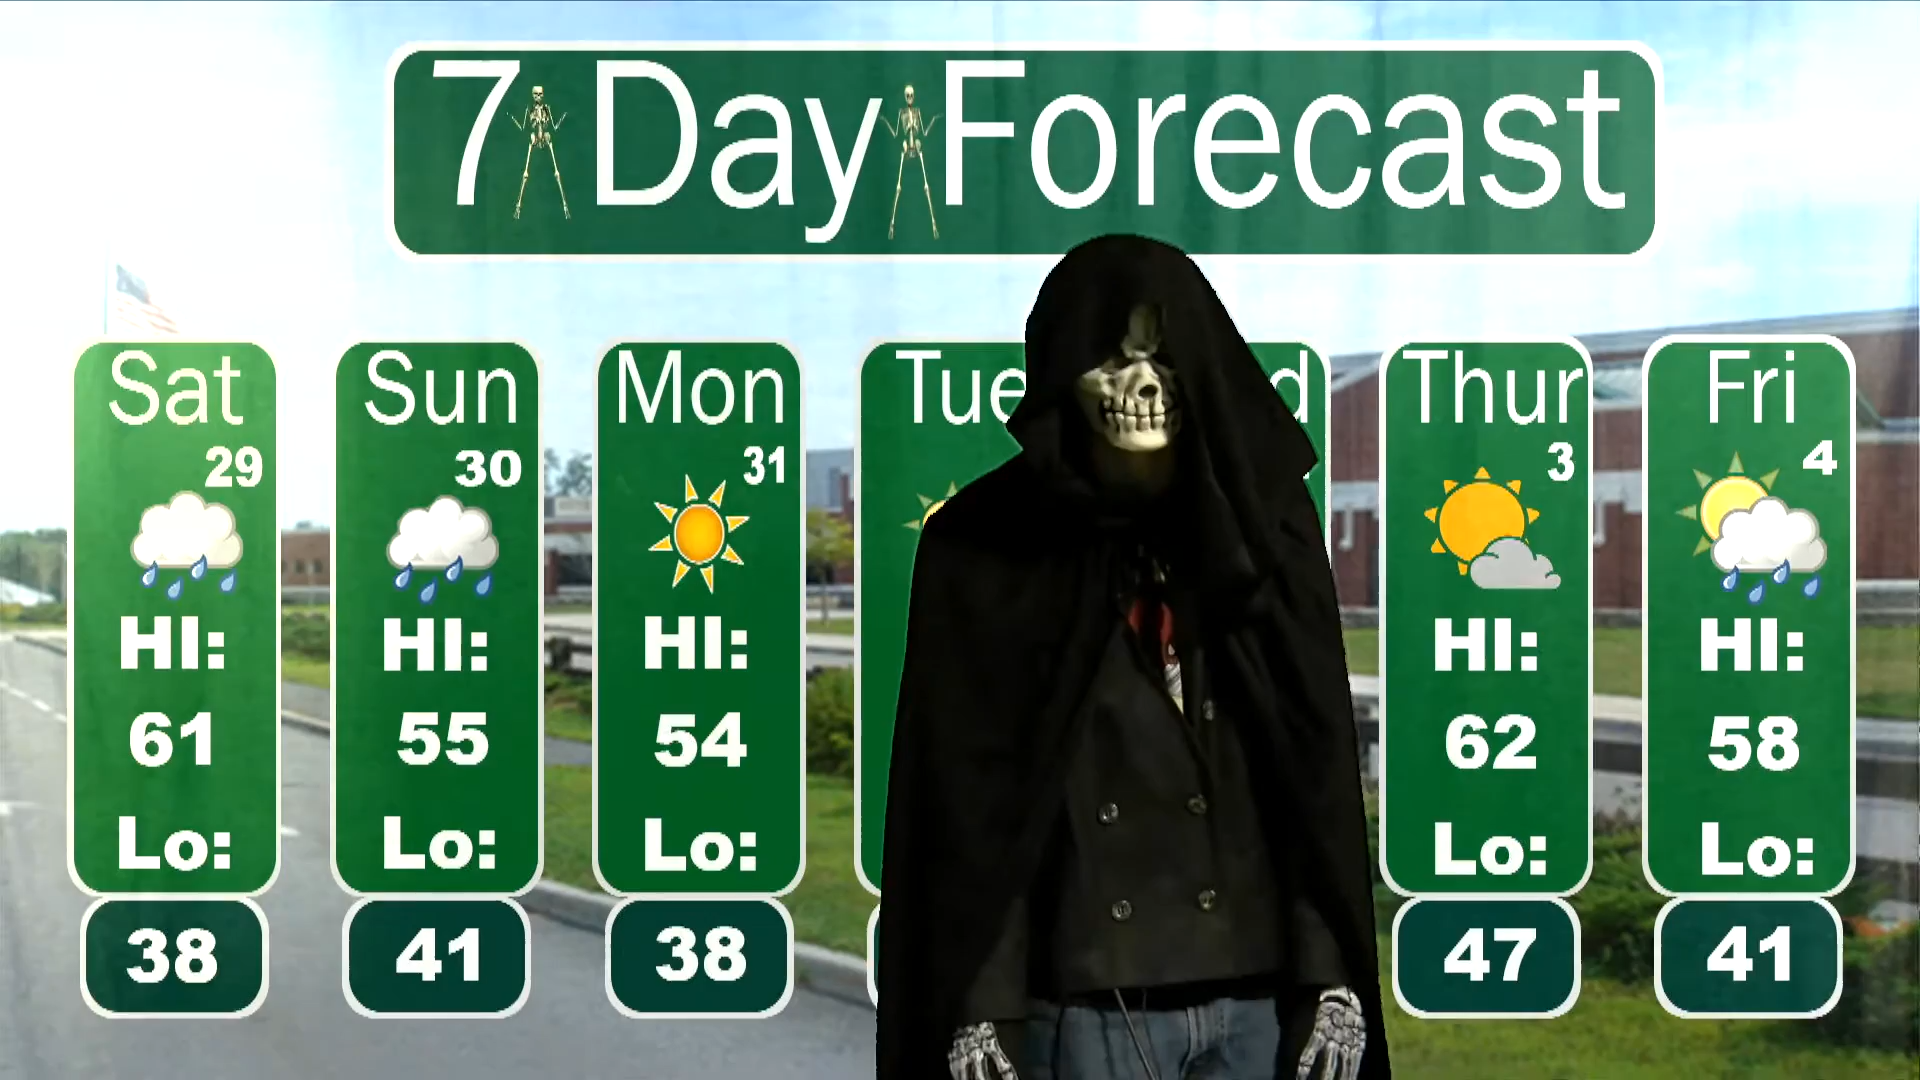 7 Day Forecast
Sat
29
HI:
61
Lo:
38
Sun
30
HI:
55
Lo:
41
Mon
31
HI:
54
Lo:
38
Tue
d
Thur
3
HI:
62
Lo:
47
Fri
4
HI:
58
Lo:
41